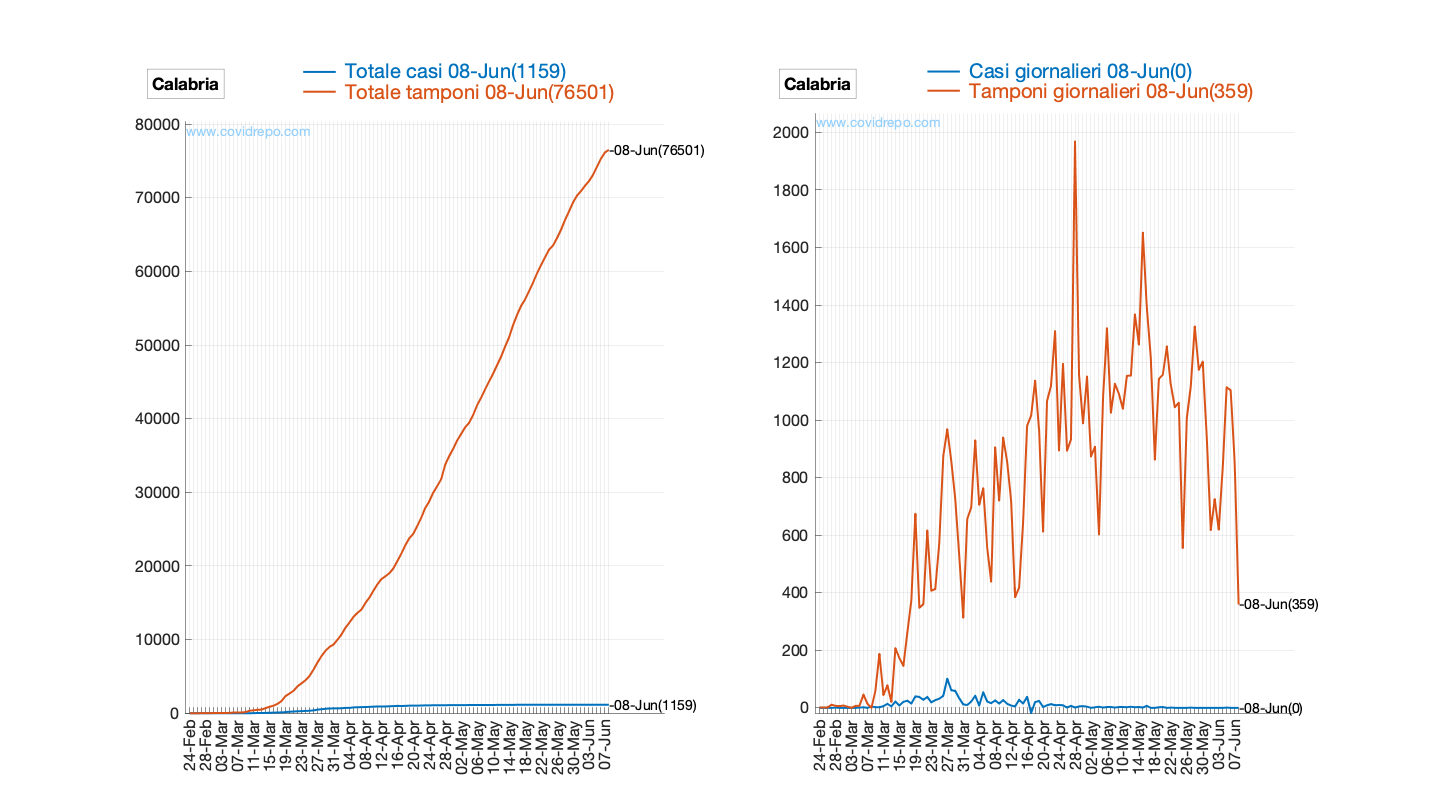 Calabria
Totale casi 08-Jun(1159)
Totale tamponi 08-Jun(76501)
www.covidrepo.com
80000
70000
60000
50000
40000
30000
20000
10000
0
-08-Jun(76501)
-08-Jun(1159)
24-Feb
28-Feb
03-Mar
07-Mar
11-Mar
15-Mar
19-Mar
23-Mar
27-Mar
31-Mar
04-Apr
08-Apr
12-Apr
16-Apr
20-Apr
24-Apr
28-Apr
02-May
06-May
10-May
14-May
18-May
22-May
26-May
30-May
03-Jun
07-Jun
Calabria
Casi giornalieri 08-Jun(0)
Tamponi giornalieri 08-Jun(359)
www.covidrepo.com
2000
1800
1600
1400
1200
1000
800
600
400
200
0
-08-Jun(359)
-08-Jun(0)
24-Feb
28-Feb
03-Mar
07-Mar
11-Mar
15-Mar
19-Mar
23-Mar
27-Mar
31-Mar
04-Apr
08-Apr
12-Apr
16-Apr
20-Apr
24-Apr
28-Apr
02-May
06-May
10-May
14-May
18-May
22-May
26-May
30-May
03-Jun
07-Jun